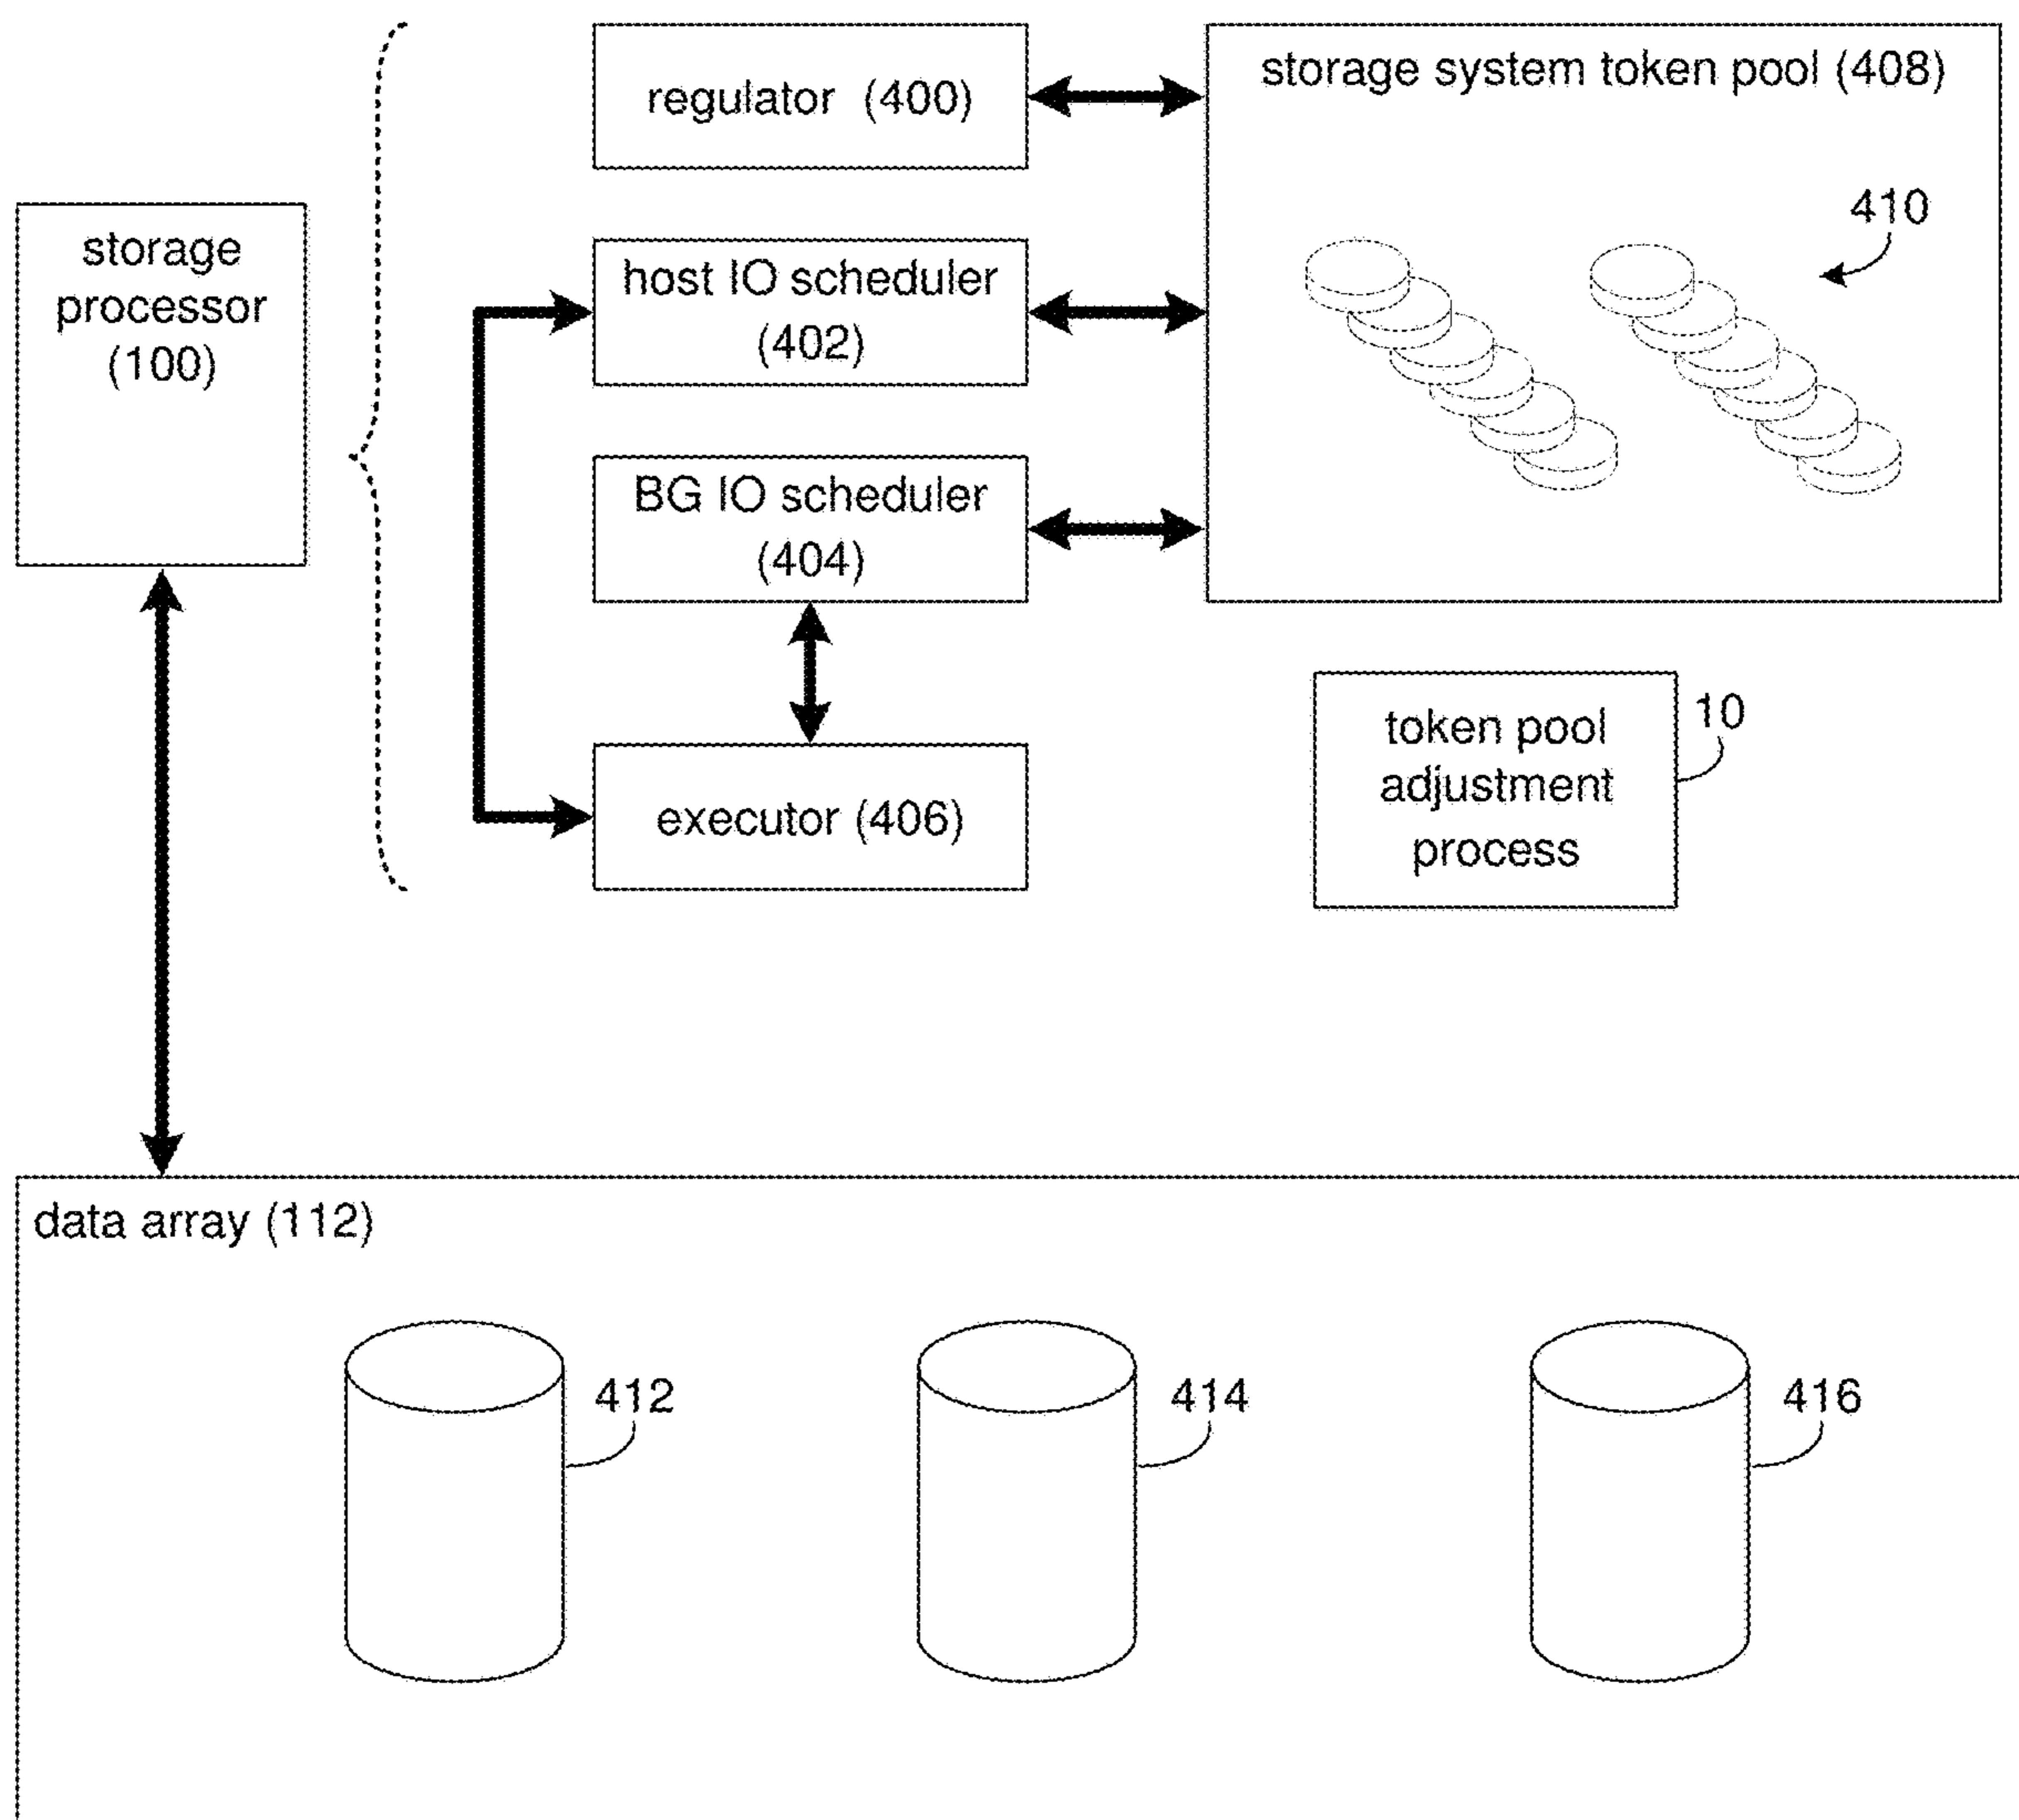 regulator (400)
storage system token pool (408)
410
storage
processor
(100)
host IO scheduler
(402)
BG IO scheduler
(404)
executor (406)
token pool
adjustment
process
10
data array (112)
412
414
416